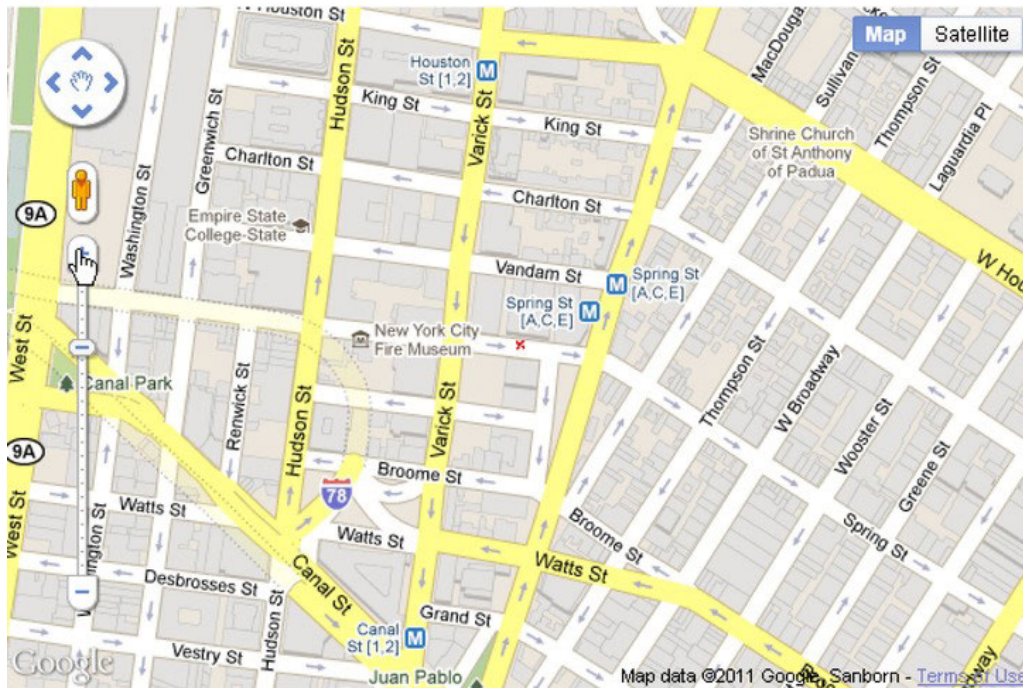 N Houston St
Map
Satellite
MacDouga
Sullivan
Thompson St
Laguardia Pl
Houston
St [1,2]
M
Hudson St
Varick St
King St
King St
Shrine Church
of St Anthony
of Padua
Greenwich St
Washington St
Charlton St
Charlton St
9A
Empire State
College-State
Vandam St
M
Spring St
[A,C,E]
Spring St
[A,C,E]
M
W Hou
New York City
Fire Museum
West St
Canal Park
Renwick St
Hudson St
Varick St
Thompson St
W Broadway
Wooster St
Greene St
9A
78
Broome St
Broome St
Spring St
West St
Watts St
Watts St
Watts St
Desbrosses St
Canal St
Grand St
Canal
St [1,2]
M
Hudson St
Vestry St
Juan Pablo
Google
Map data ©2011 Google, Sanborn - Terms of Use